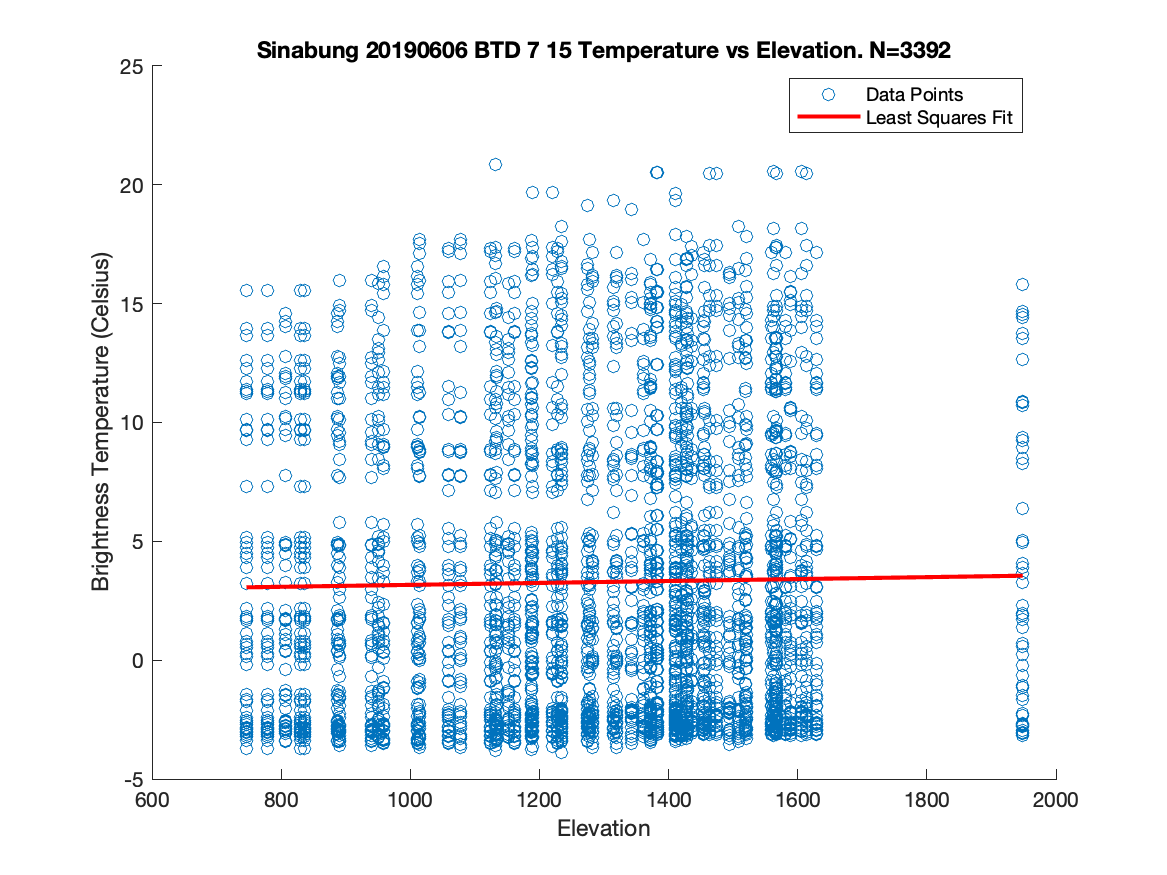 Sinabung 20190606 BTD 7 15 Temperature vs Elevation. N=3392
Data Points
Least Squares Fit
Brightness Temperature (Celsius)
25
20
15
10
5
0
-5
600 800 1000 1200 1400 1600 1800 2000
Elevation